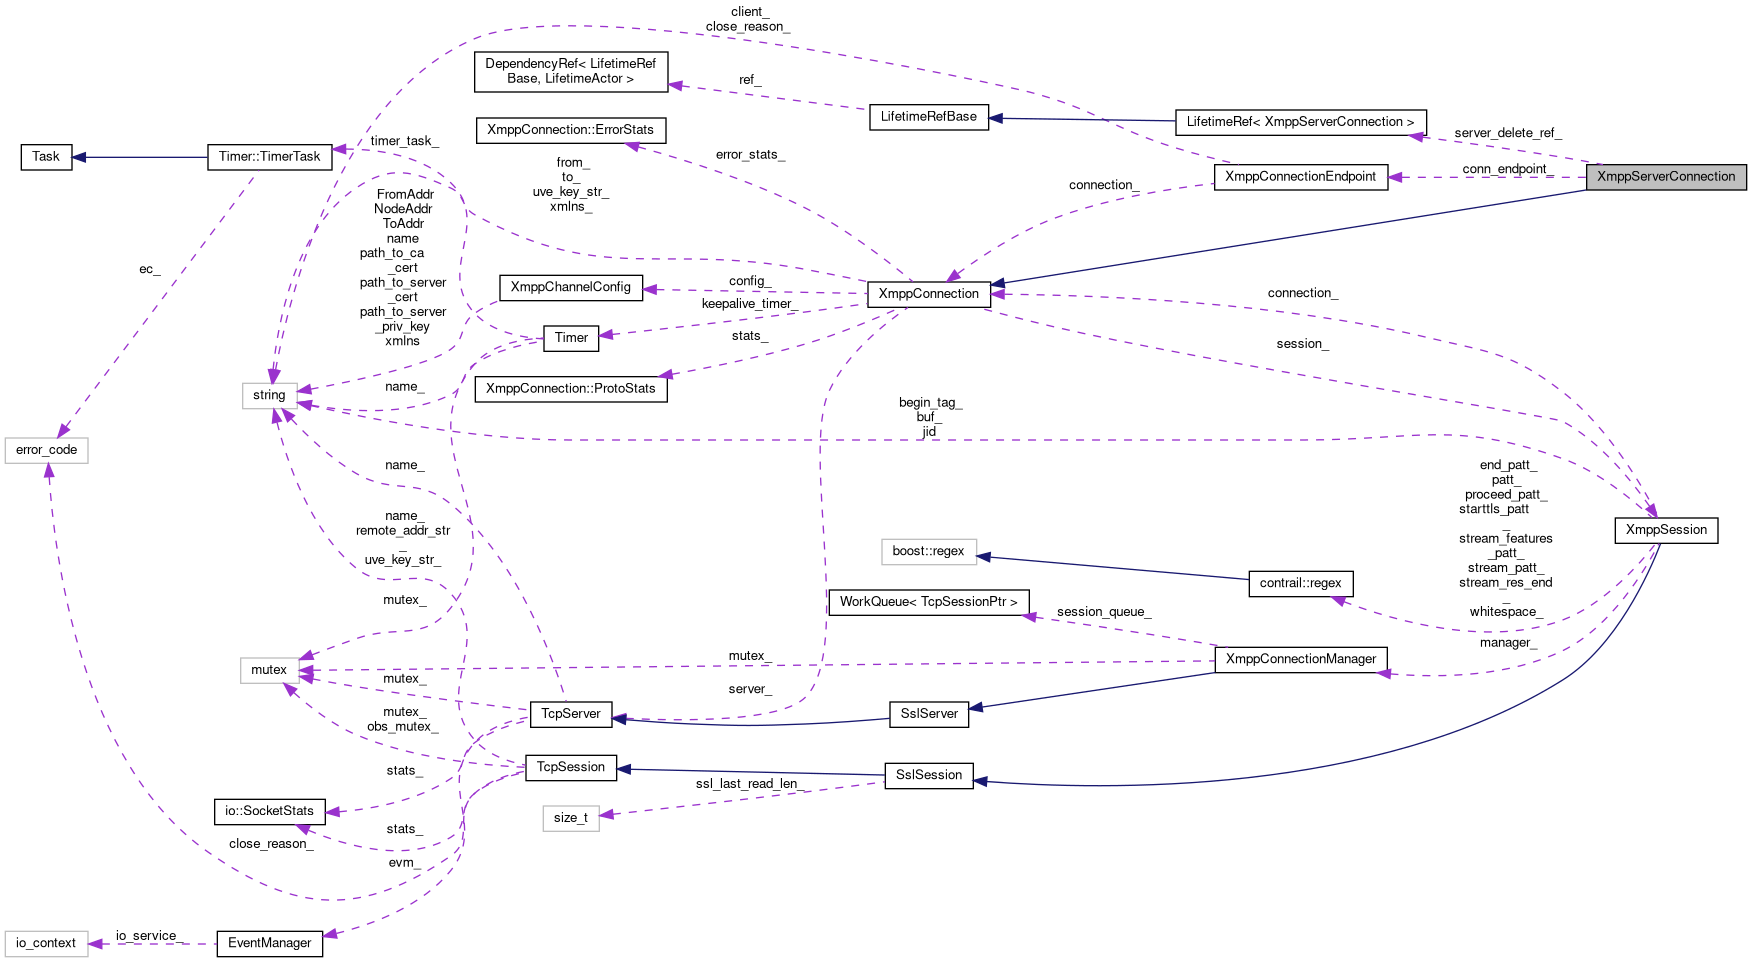 client_
close_reason_
DependencyRef< LifetimeRef
Base, LifetimeActor >
ref_
LifetimeRefBase
LifetimeRef< XmppServerConnection >
server_delete_ref_
XmppConnection::ErrorStats
error_stats_
timer_task_
Task
Timer::TimerTask
from_
to_
uve_key_str_
xmlns_
connection_
XmppConnectionEndpoint
conn_endpoint_
XmppServerConnection
FromAddr
NodeAddr
ToAddr
name
path_to_ca
_cert
path_to_server
_cert
path_to_server
_priv_key
xmlns
ec_
XmppChannelConfig
config_
XmppConnection
connection_
keepalive_timer_
Timer
stats_
session_
XmppConnection::ProtoStats
string
name_
begin_tag_
buf_
jid
error_code
name_
end_patt_
patt_
proceed_patt_
starttls_patt
_
stream_features
_patt_
stream_patt_
stream_res_end
_
whitespace_
name_
remote_addr_str
_
uve_key_str_
XmppSession
boost::regex
contrail::regex
WorkQueue< TcpSessionPtr >
session_queue_
mutex_
manager_
mutex
mutex_
XmppConnectionManager
mutex_
server_
TcpServer
SslServer
mutex_
obs_mutex_
stats_
TcpSession
SslSession
ssl_last_read_len_
io::SocketStats
size_t
stats_
close_reason_
evm_
io_context
io_service_
EventManager